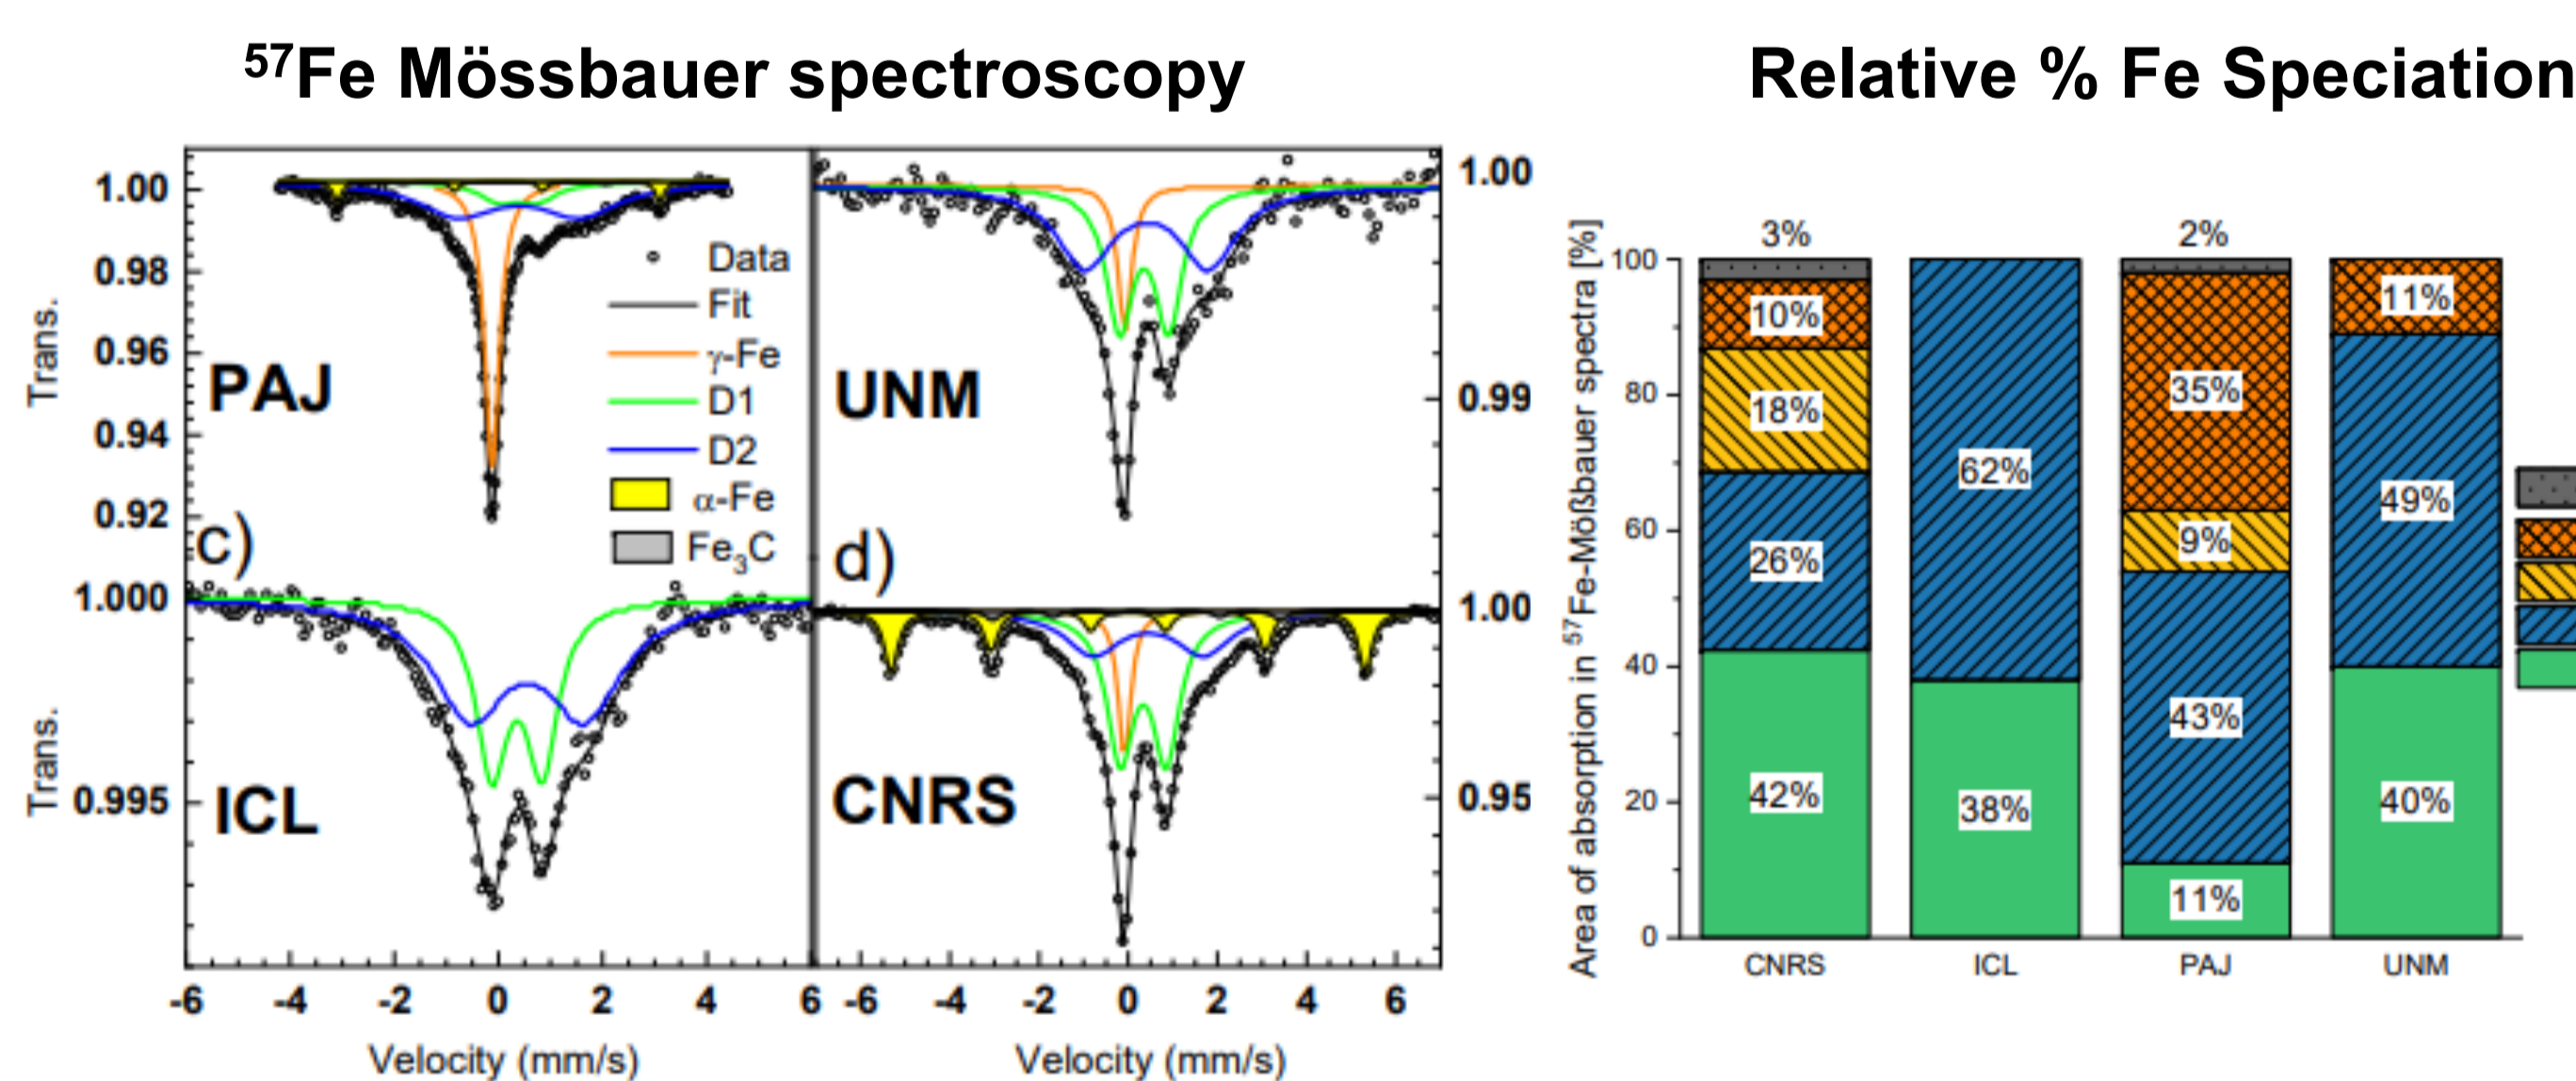 ⁵⁷Fe Mössbauer spectroscopy
Relative % Fe Speciation
Trans.
1.00
0.98
0.96
0.94
0.92
PAJ
Data
Fit
γ-Fe
D1
D2
α-Fe
Fe₃C
c)
UNM
1.00
0.99
d)
Trans.
1.000
0.995
ICL
CNRS
1.00
0.95
-6 -4 -2 0 2 4 6
-6 -4 -2 0 2 4 6
Velocity (mm/s)
Velocity (mm/s)
Area of absorption in ⁵⁷Fe-Mößbauer spectra [%]
100
80
60
40
20
0
3%
10%
18%
26%
42%
62%
38%
2%
35%
9%
43%
11%
11%
49%
40%
CNRS ICL PAJ UNM